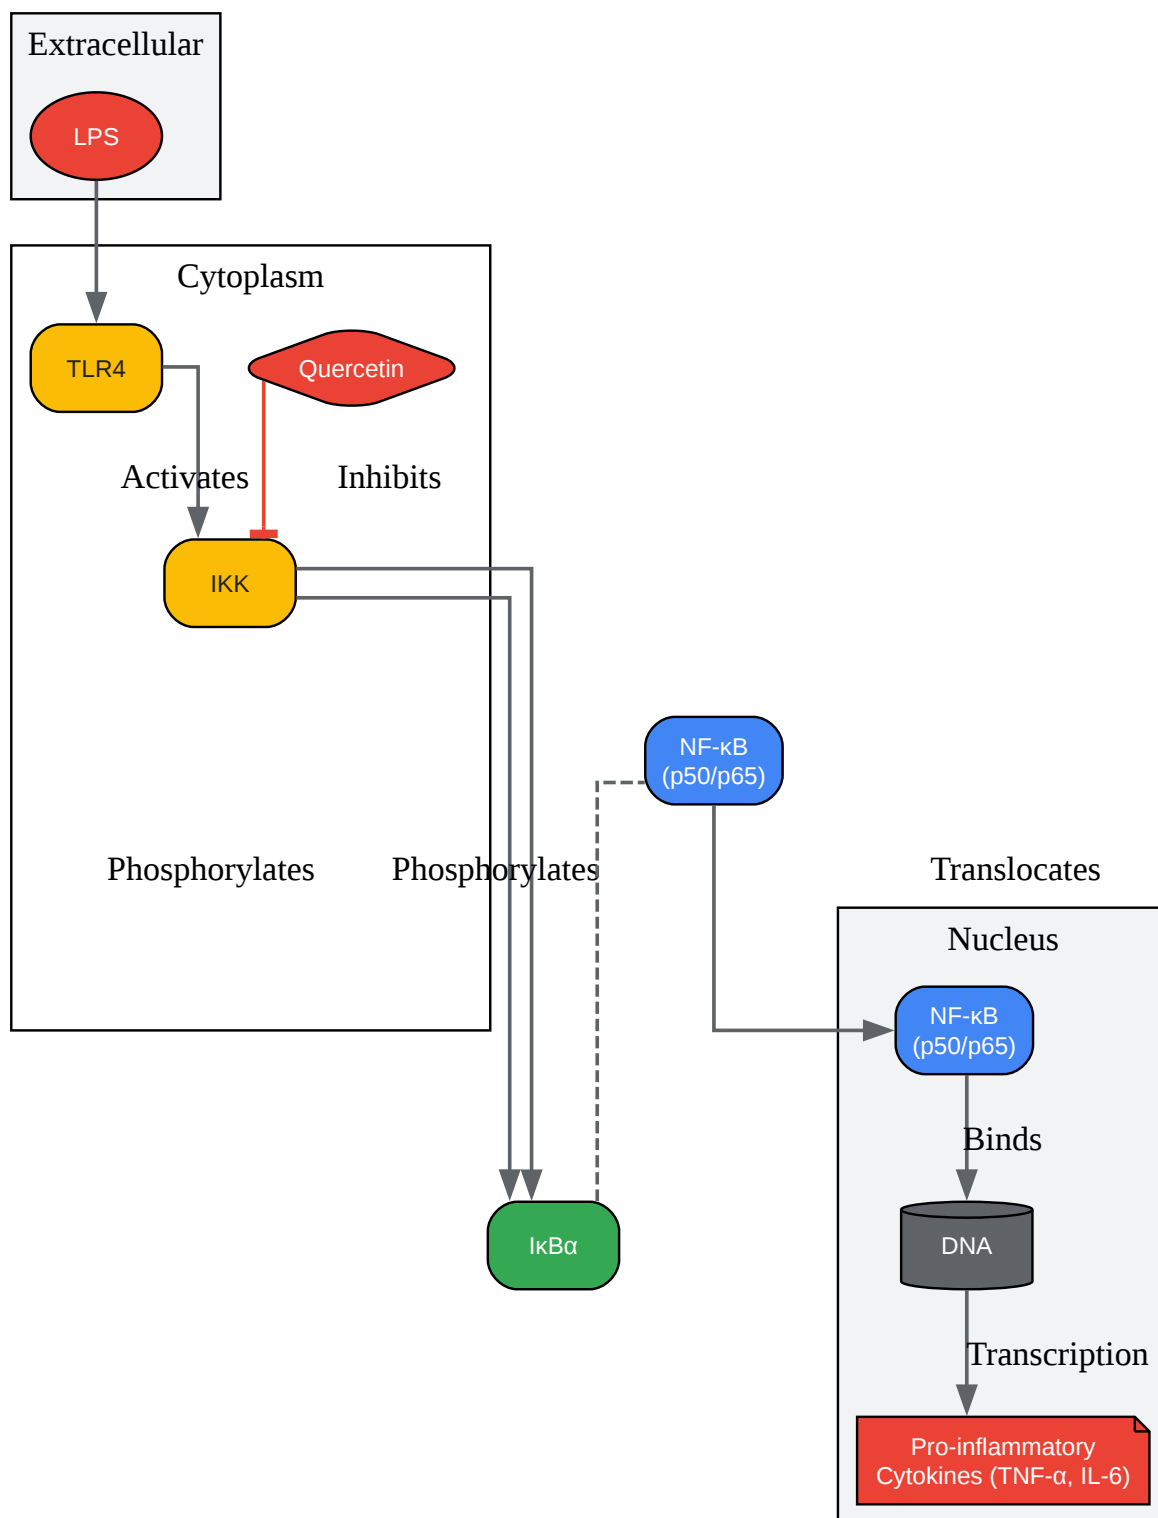 Extracellular
LPS
Cytoplasm
TLR4
Quercetin
Activates
Inhibits
IKK
NF-κB
(p50/p65)
Phosphorylates
Phosphorylates
Translocates
Nucleus
NF-κB
(p50/p65)
Binds
IκBα
DNA
Transcription
Pro-inflammatory
Cytokines (TNF-α, IL-6)